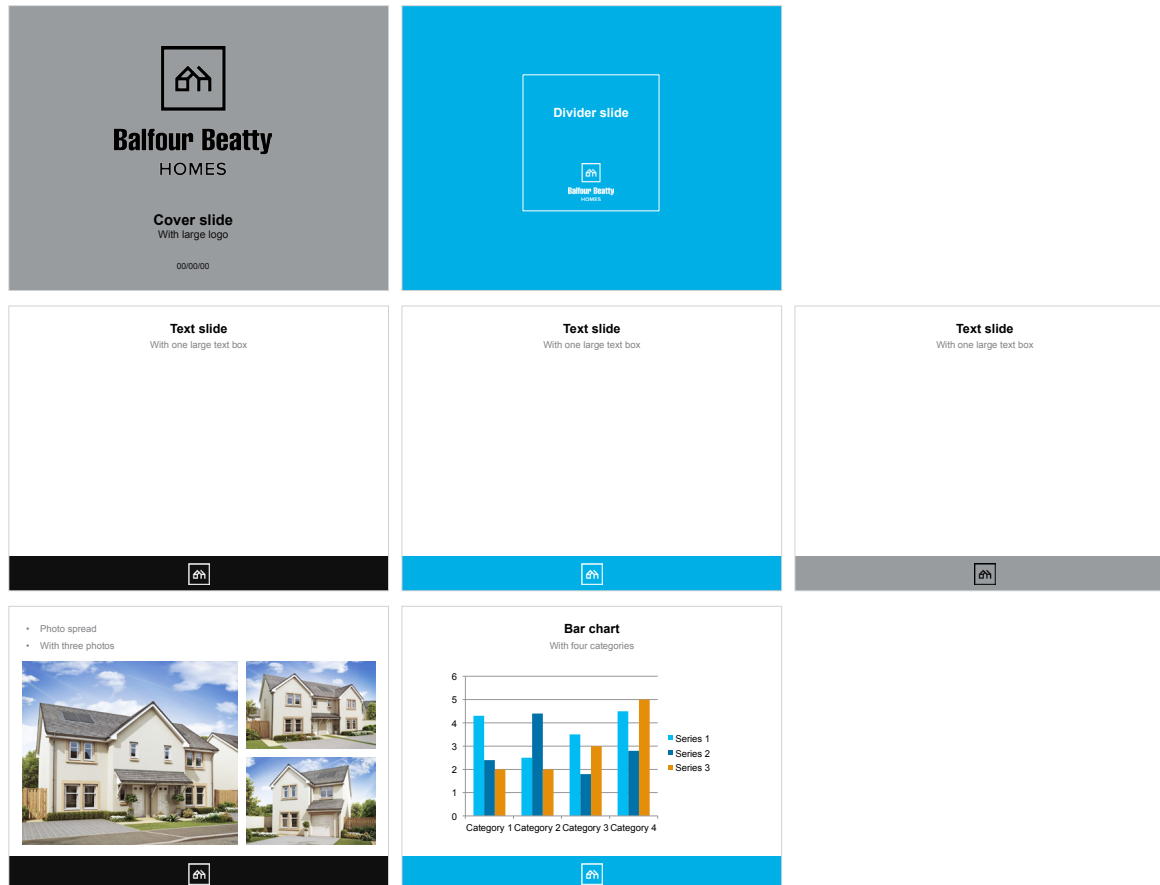 Balfour Beatty
HOMES
Cover slide
With large logo
00/00/00
Divider slide
Balfour Beatty
HOMES
Text slide
With one large text box
Text slide
With one large text box
Text slide
With one large text box
• Photo spread
• With three photos
Bar chart
With four categories
6
5
4
3
2
1
0
Category 1 Category 2 Category 3 Category 4
Series 1
Series 2
Series 3